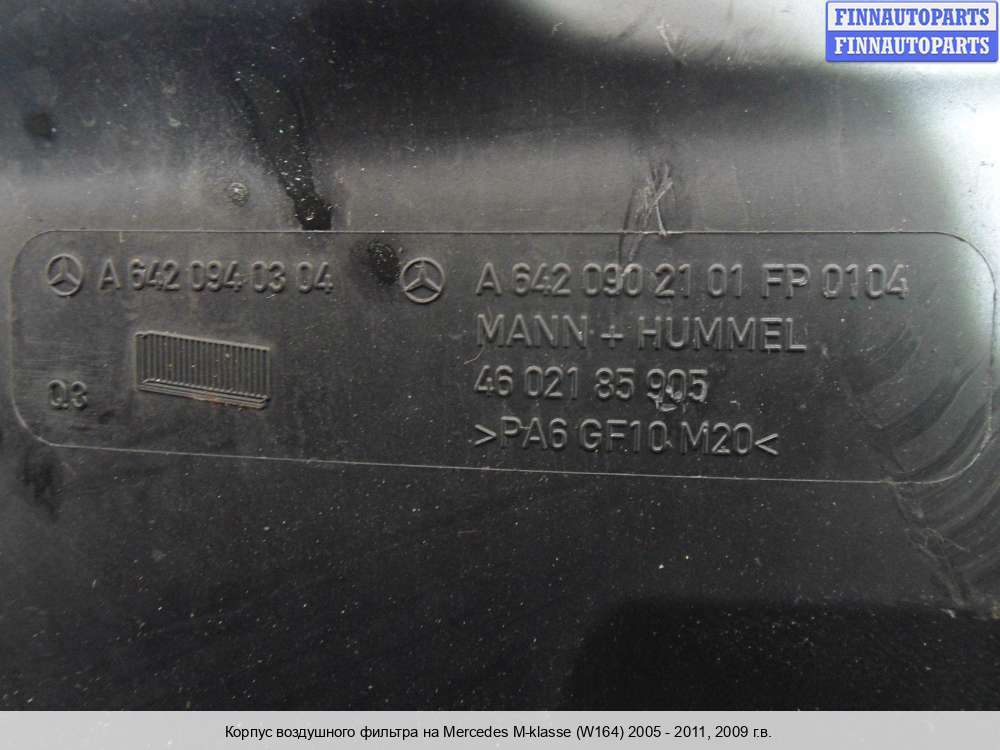 FINNAUTOPARTS
FINNAUTOPARTS
A 642 094 03 04
A 642 090 21 01 FP 0104
MANN + HUMMEL
46 021 85 905
Q3
>PA6 GF10 M20<
Корпус воздушного фильтра на Mercedes M-klasse (W164) 2005 - 2011, 2009 г.в.